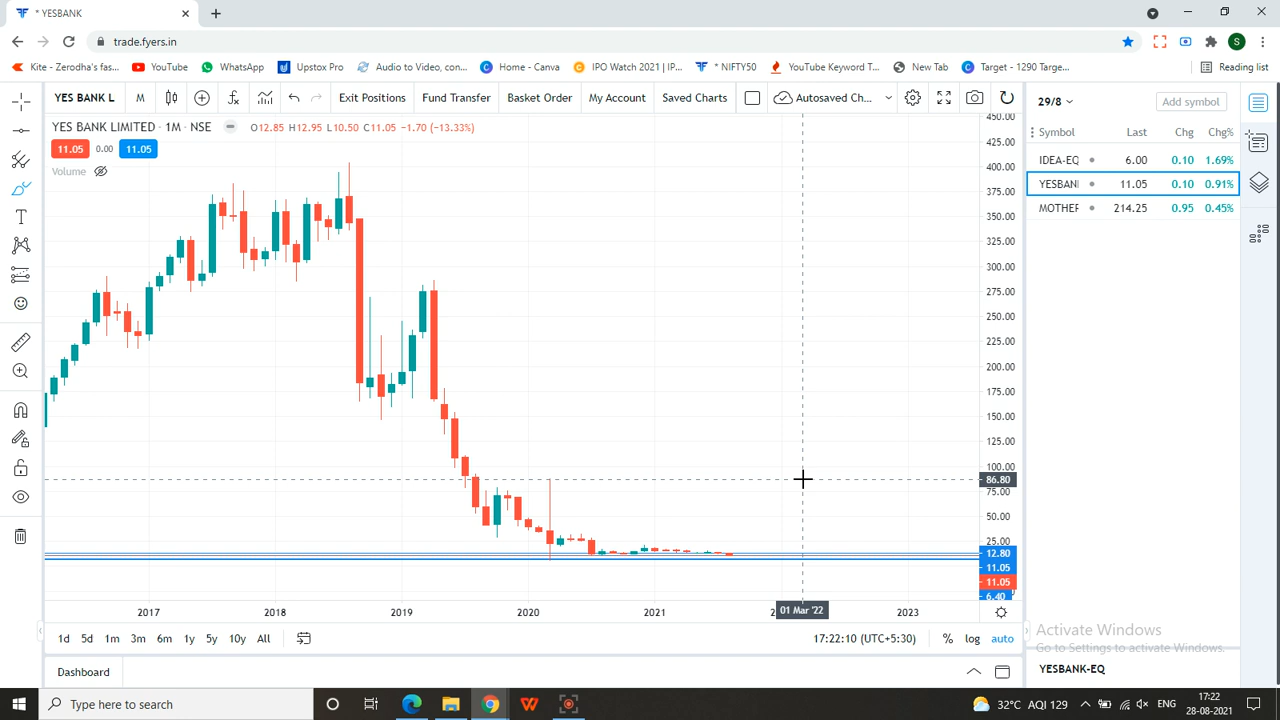 * YESBANK
trade.fyers.in
S
Kite - Zerodha's fas...
YouTube
WhatsApp
Upstox Pro
Audio to Video, con...
Home - Canva
IPO Watch 2021 | IP...
* NIFTY50
YouTube Keyword T...
New Tab
Target - 1290 Targe...
Reading list
YES BANK L
M
Exit Positions
Fund Transfer
Basket Order
My Account
Saved Charts
Autosaved Ch...
29/8
Add symbol
YES BANK LIMITED · 1M · NSE
O12.85 H12.95 L10.50 C11.05 -1.70 (-13.33%)
11.05 0.00 11.05
Volume
Symbol Last Chg Chg%
IDEA-EQ 6.00 0.10 1.69%
YESBAN 11.05 0.10 0.91%
MOTHEF 214.25 0.95 0.45%
450.00
425.00
400.00
375.00
350.00
325.00
300.00
275.00
250.00
225.00
200.00
175.00
150.00
125.00
100.00
86.80
75.00
50.00
25.00
12.80
11.05
11.05
6.40
2017 2018 2019 2020 2021 01 Mar '22 2023
1d 5d 1m 3m 6m 1y 5y 10y All
17:22:10 (UTC+5:30) % log auto
Activate Windows
Go to Settings to activate Windows.
Dashboard
YESBANK-EQ
Type here to search
W
32°C AQI 129
ENG
17:22
28-08-2021